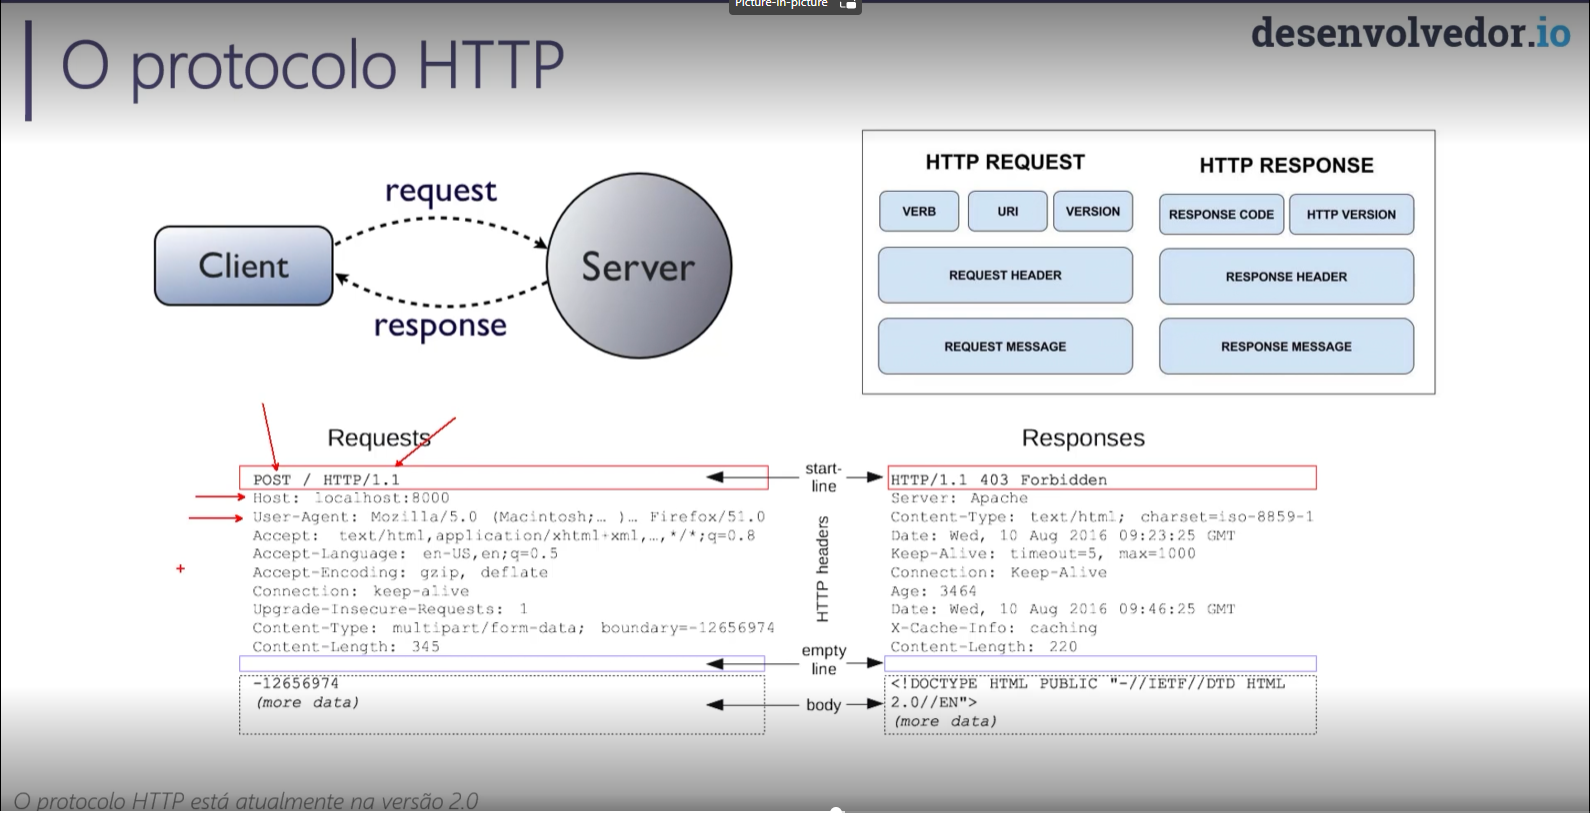 Picture-in-picture
O protocolo HTTP
desenvolvedor.io
request
Client
Server
response
HTTP REQUEST
VERB
URI
VERSION
REQUEST HEADER
REQUEST MESSAGE
HTTP RESPONSE
RESPONSE CODE
HTTP VERSION
RESPONSE HEADER
RESPONSE MESSAGE
Requests
POST / HTTP/1.1
Host: localhost:8000
User-Agent: Mozilla/5.0 (Macintosh;… )… Firefox/51.0
Accept: text/html,application/xhtml+xml,…,*/*;q=0.8
Accept-Language: en-US,en;q=0.5
Accept-Encoding: gzip, deflate
Connection: keep-alive
Upgrade-Insecure-Requests: 1
Content-Type: multipart/form-data; boundary=-12656974
Content-Length: 345
-12656974
(more data)
start-
line
HTTP headers
empty
line
body
Responses
HTTP/1.1 403 Forbidden
Server: Apache
Content-Type: text/html; charset=iso-8859-1
Date: Wed, 10 Aug 2016 09:23:25 GMT
Keep-Alive: timeout=5, max=1000
Connection: Keep-Alive
Age: 3464
Date: Wed, 10 Aug 2016 09:46:25 GMT
X-Cache-Info: caching
Content-Length: 220
<!DOCTYPE HTML PUBLIC "-//IETF//DTD HTML
2.0//EN">
(more data)
O protocolo HTTP está atualmente na versão 2.0